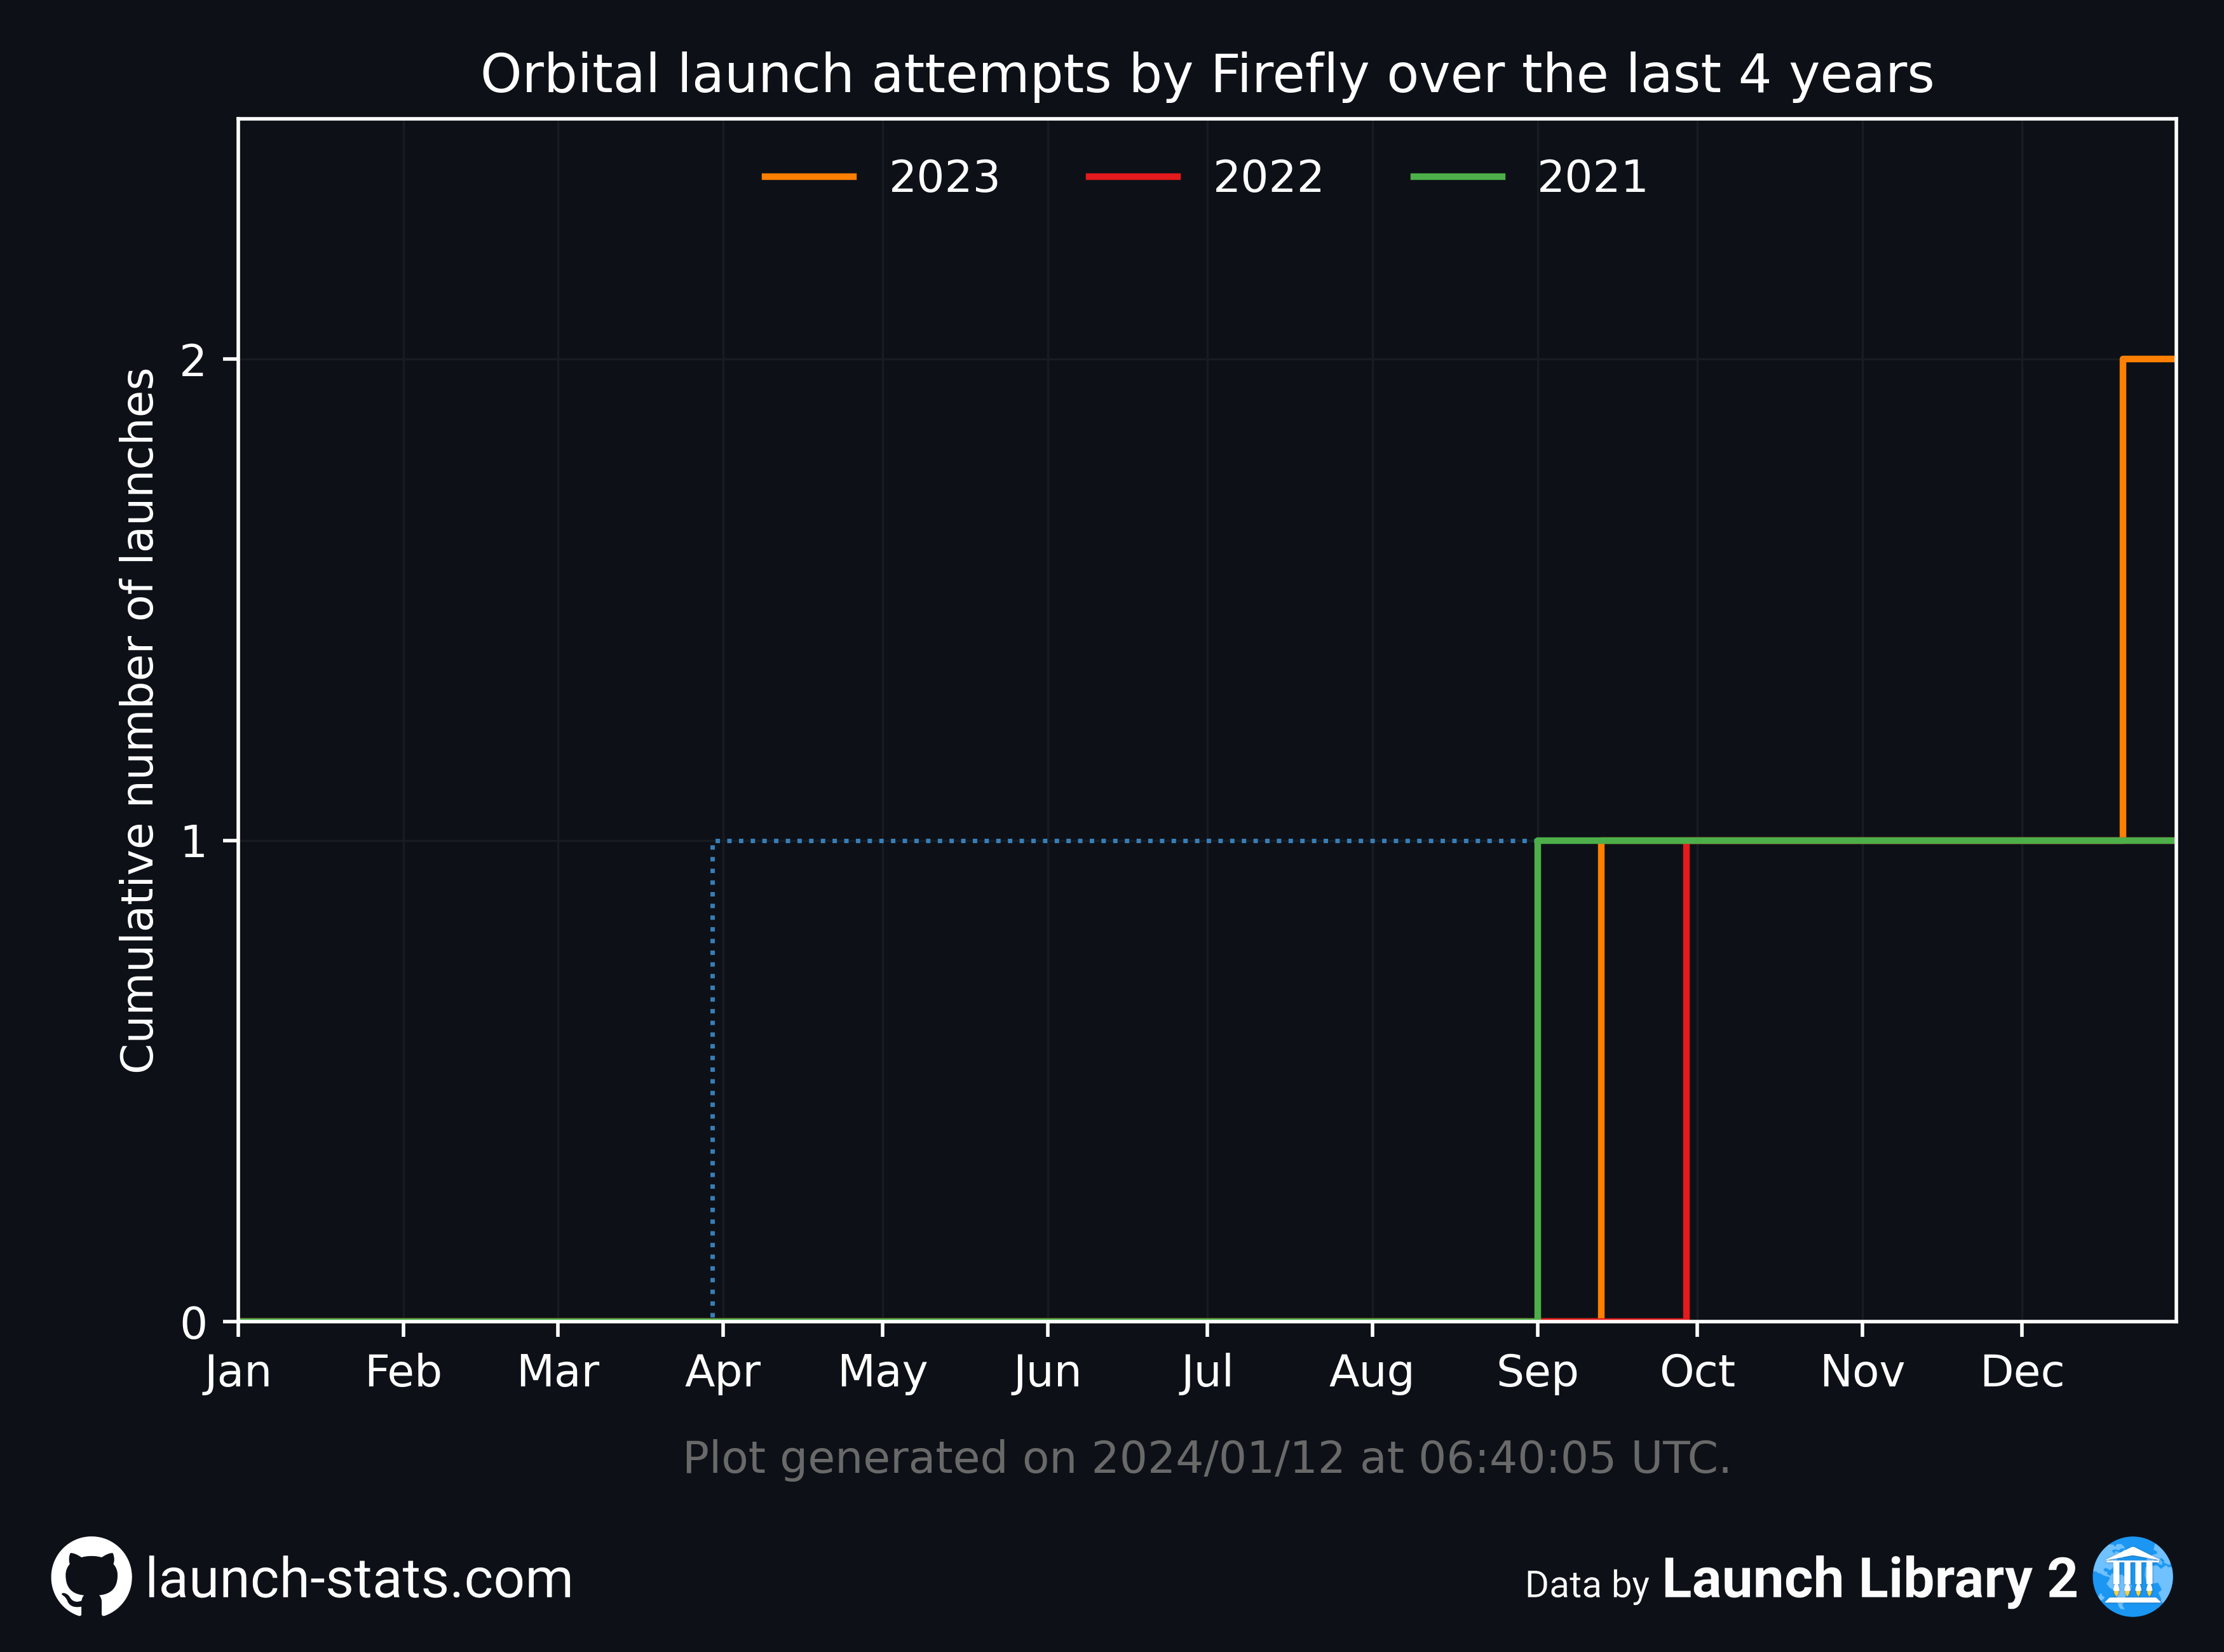 Orbital launch attempts by Firefly over the last 4 years
2023 2022 2021
Cumulative number of launches
2
1
0
Jan Feb Mar Apr May Jun Jul Aug Sep Oct Nov Dec
Plot generated on 2024/01/12 at 06:40:05 UTC.
launch-stats.com
Data by Launch Library 2